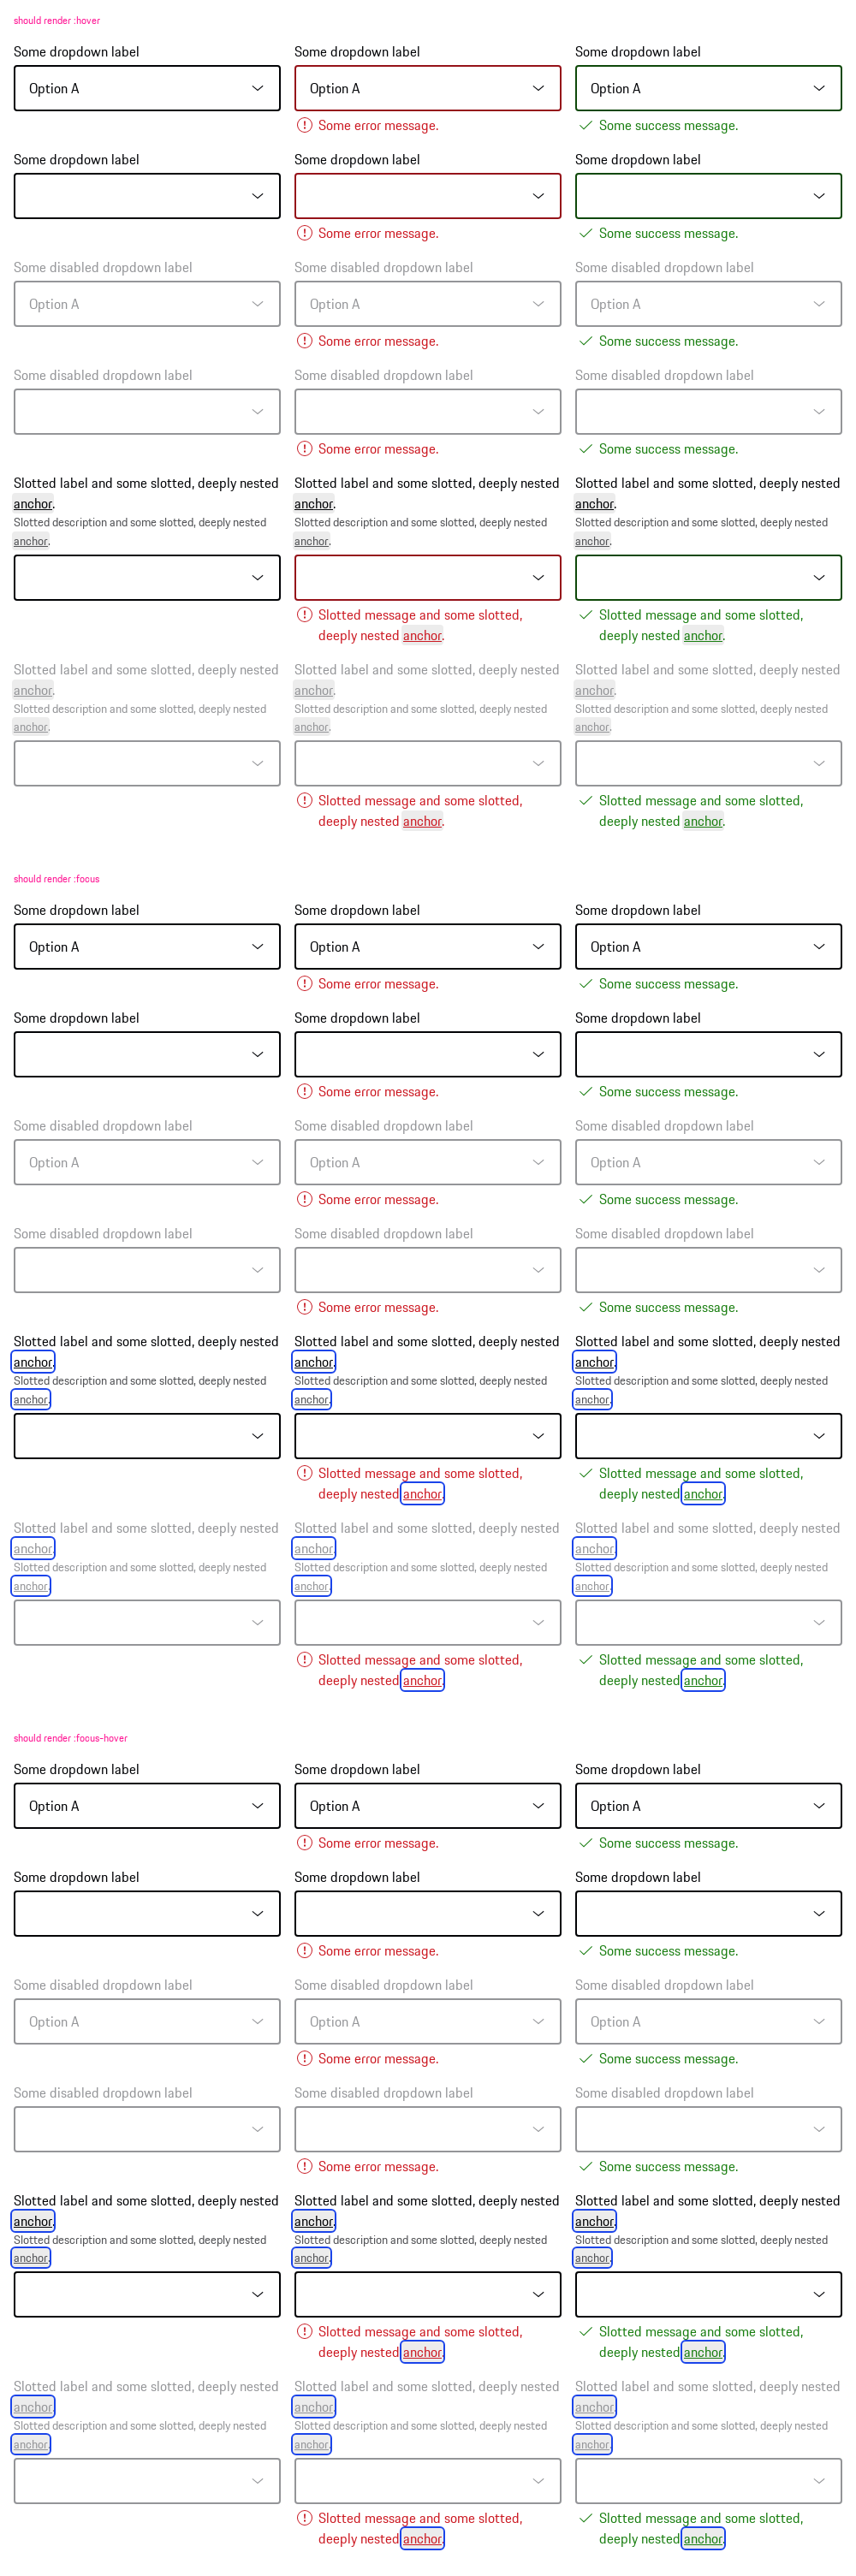 should render :hover
Some dropdown label Some dropdown label Some dropdown label
Option A Option A Option A
Some error message. Some success message.
Some dropdown label Some dropdown label Some dropdown label
Some error message. Some success message.
Some disabled dropdown label Some disabled dropdown label Some disabled dropdown label
Option A Option A Option A
Some error message. Some success message.
Some disabled dropdown label Some disabled dropdown label Some disabled dropdown label
Some error message. Some success message.
Slotted label and some slotted, deeply nested Slotted label and some slotted, deeply nested Slotted label and some slotted, deeply nested
anchor. anchor. anchor.
Slotted description and some slotted, deeply nested Slotted description and some slotted, deeply nested Slotted description and some slotted, deeply nested
anchor. anchor. anchor.
Slotted message and some slotted, Slotted message and some slotted,
deeply nested anchor. deeply nested anchor.
Slotted label and some slotted, deeply nested Slotted label and some slotted, deeply nested Slotted label and some slotted, deeply nested
anchor. anchor. anchor.
Slotted description and some slotted, deeply nested Slotted description and some slotted, deeply nested Slotted description and some slotted, deeply nested
anchor. anchor. anchor.
Slotted message and some slotted, Slotted message and some slotted,
deeply nested anchor. deeply nested anchor.
should render :focus
Some dropdown label Some dropdown label Some dropdown label
Option A Option A Option A
Some error message. Some success message.
Some dropdown label Some dropdown label Some dropdown label
Some error message. Some success message.
Some disabled dropdown label Some disabled dropdown label Some disabled dropdown label
Option A Option A Option A
Some error message. Some success message.
Some disabled dropdown label Some disabled dropdown label Some disabled dropdown label
Some error message. Some success message.
Slotted label and some slotted, deeply nested Slotted label and some slotted, deeply nested Slotted label and some slotted, deeply nested
anchor. anchor. anchor.
Slotted description and some slotted, deeply nested Slotted description and some slotted, deeply nested Slotted description and some slotted, deeply nested
anchor. anchor. anchor.
Slotted message and some slotted, Slotted message and some slotted,
deeply nested anchor. deeply nested anchor.
Slotted label and some slotted, deeply nested Slotted label and some slotted, deeply nested Slotted label and some slotted, deeply nested
anchor. anchor. anchor.
Slotted description and some slotted, deeply nested Slotted description and some slotted, deeply nested Slotted description and some slotted, deeply nested
anchor. anchor. anchor.
Slotted message and some slotted, Slotted message and some slotted,
deeply nested anchor. deeply nested anchor.
should render :focus-hover
Some dropdown label Some dropdown label Some dropdown label
Option A Option A Option A
Some error message. Some success message.
Some dropdown label Some dropdown label Some dropdown label
Some error message. Some success message.
Some disabled dropdown label Some disabled dropdown label Some disabled dropdown label
Option A Option A Option A
Some error message. Some success message.
Some disabled dropdown label Some disabled dropdown label Some disabled dropdown label
Some error message. Some success message.
Slotted label and some slotted, deeply nested Slotted label and some slotted, deeply nested Slotted label and some slotted, deeply nested
anchor. anchor. anchor.
Slotted description and some slotted, deeply nested Slotted description and some slotted, deeply nested Slotted description and some slotted, deeply nested
anchor. anchor. anchor.
Slotted message and some slotted, Slotted message and some slotted,
deeply nested anchor. deeply nested anchor.
Slotted label and some slotted, deeply nested Slotted label and some slotted, deeply nested Slotted label and some slotted, deeply nested
anchor. anchor. anchor.
Slotted description and some slotted, deeply nested Slotted description and some slotted, deeply nested Slotted description and some slotted, deeply nested
anchor. anchor. anchor.
Slotted message and some slotted, Slotted message and some slotted,
deeply nested anchor. deeply nested anchor.